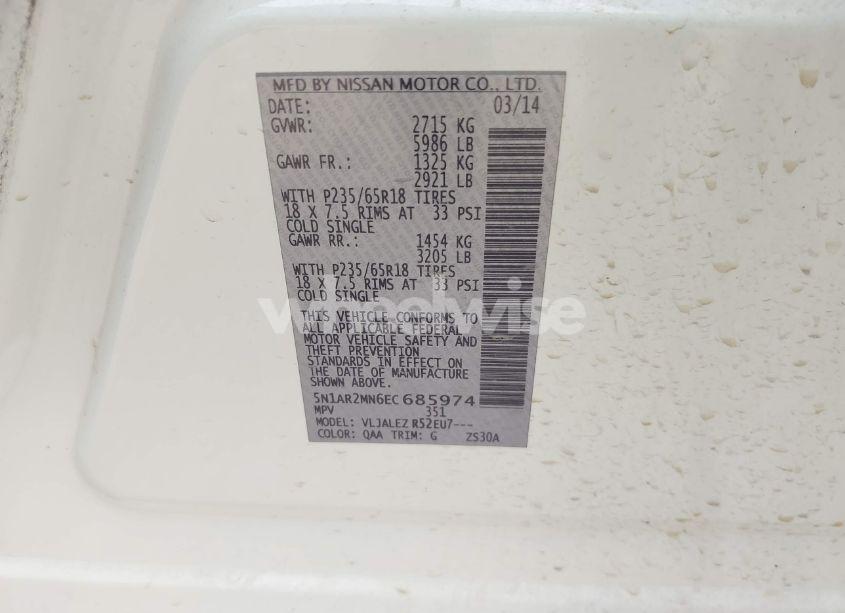 MFD BY NISSAN MOTOR CO., LTD.
DATE: 03/14
GVWR: 2715 KG
5986 LB
GAWR FR.: 1325 KG
2921 LB
WITH P235/65R18 TIRES
18 X 7.5 RIMS AT 33 PSI
COLD SINGLE
GAWR RR.: 1454 KG
3205 LB
WITH P235/65R18 TIRES
18 X 7.5 RIMS AT 33 PSI
COLD SINGLE
wheelwise
THIS VEHICLE CONFORMS TO
ALL APPLICABLE FEDERAL
MOTOR VEHICLE SAFETY AND
THEFT PREVENTION
STANDARDS IN EFFECT ON
THE DATE OF MANUFACTURE
SHOWN ABOVE.
5N1AR2MN6EC685974
MPV 351
MODEL: VLJALEZ R52EU7---
COLOR: QAA TRIM: G ZS30A